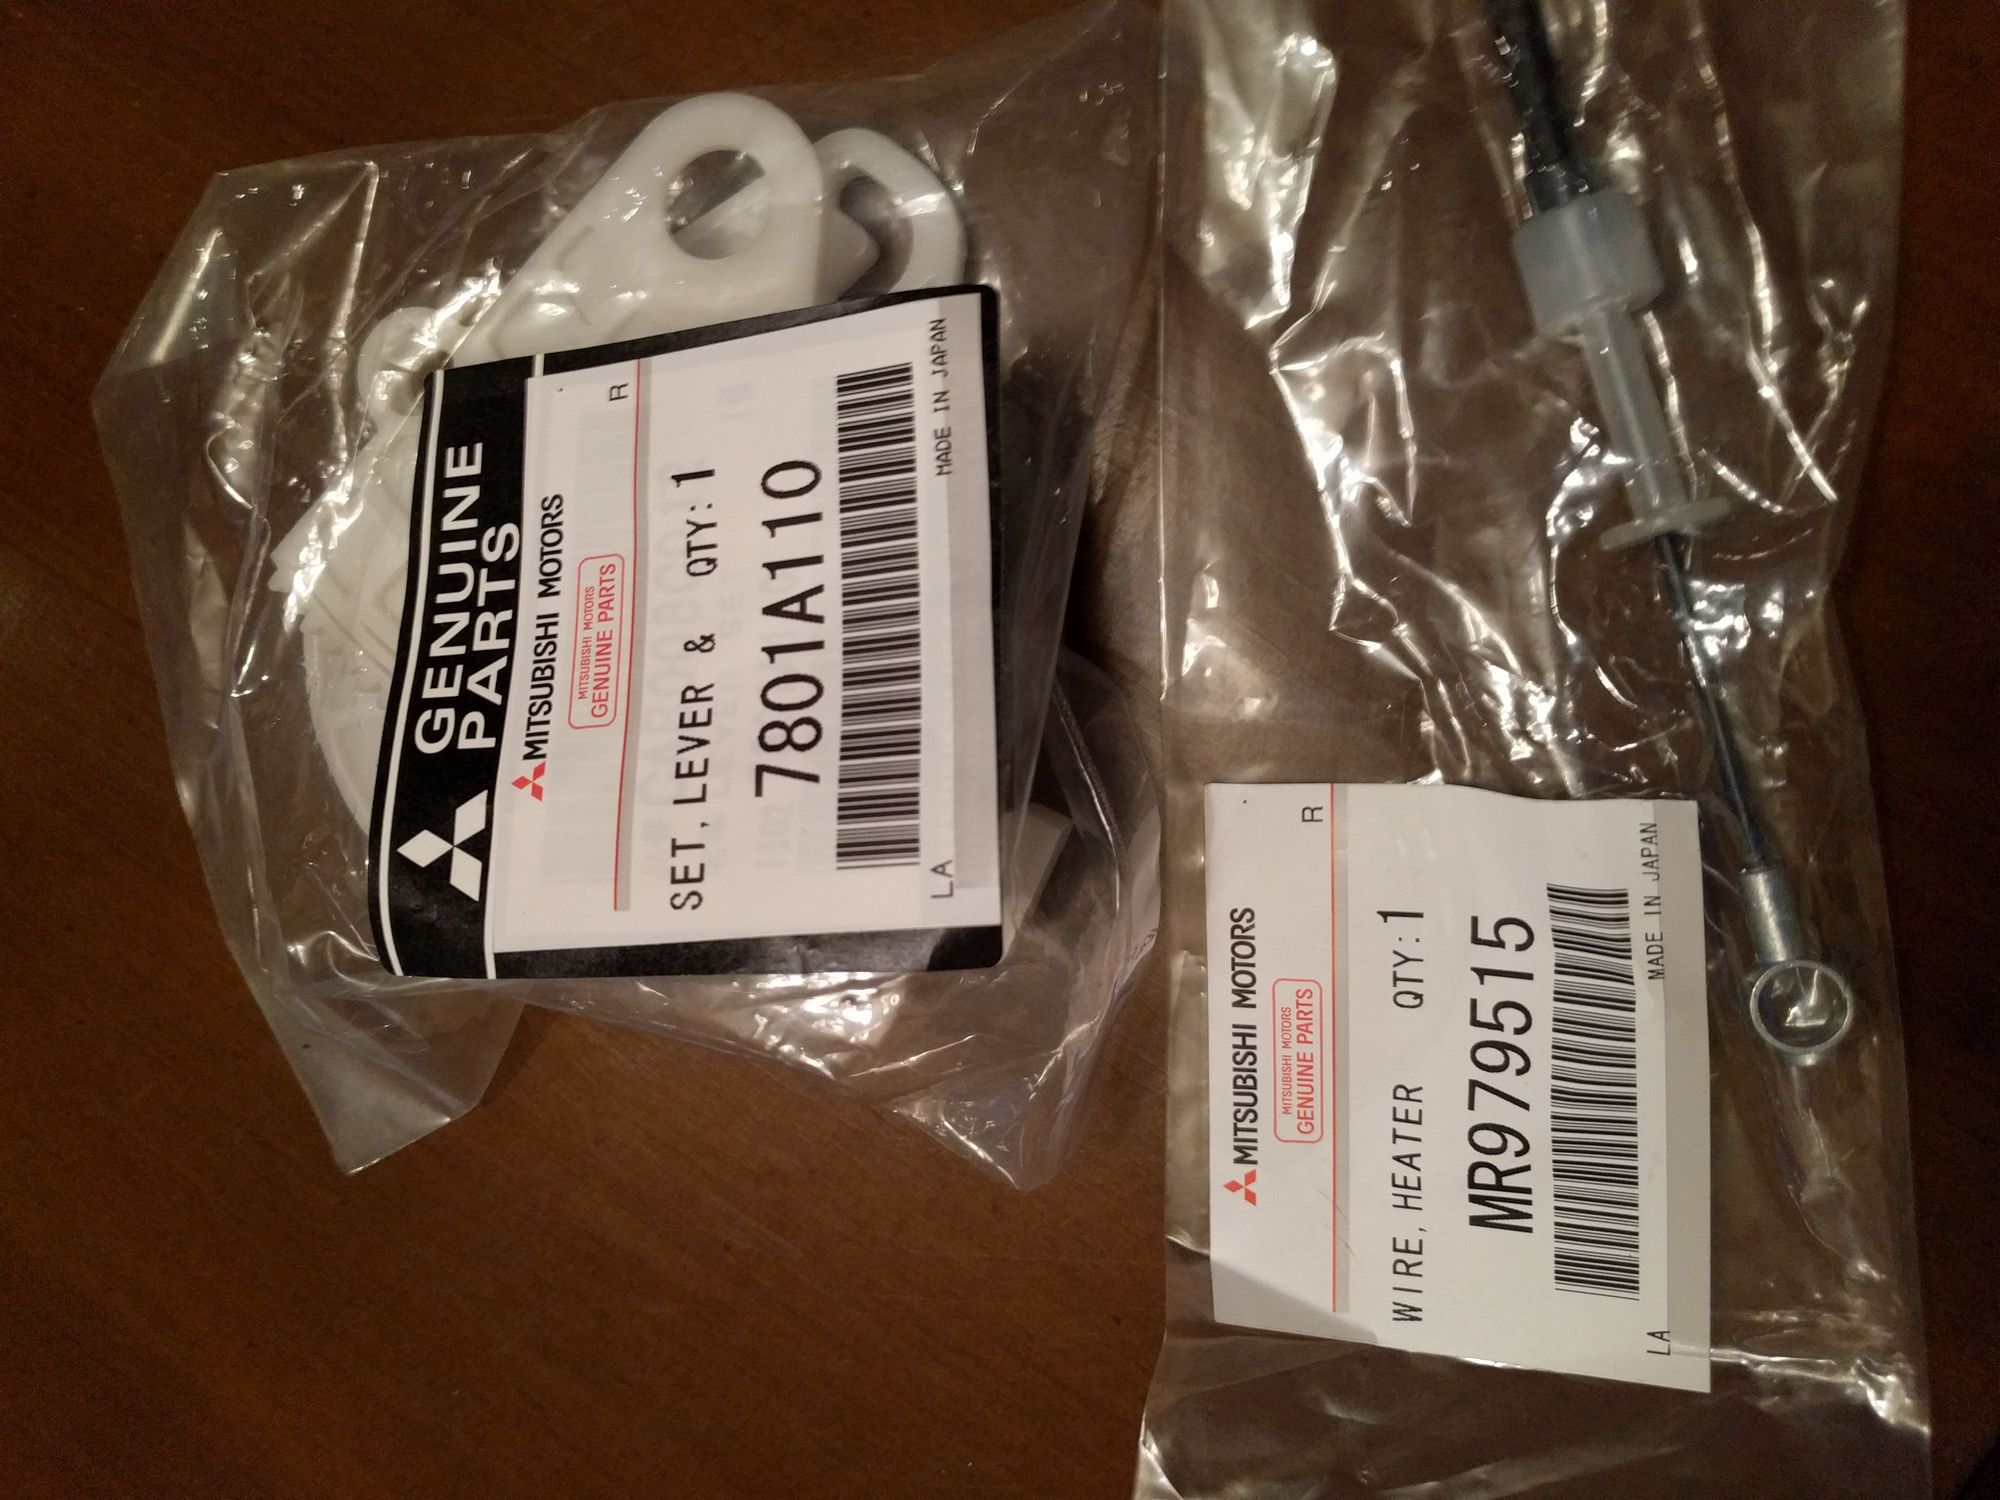 GENUINE
PARTS
MITSUBISHI MOTORS
MITSUBISHI MOTORS
GENUINE PARTS
R
SET, LEVER & QTY:1
7801A110
LA MADE IN JAPAN
MITSUBISHI MOTORS
MITSUBISHI MOTORS
GENUINE PARTS
R
WIRE, HEATER QTY:1
MR979515
LA MADE IN JAPAN